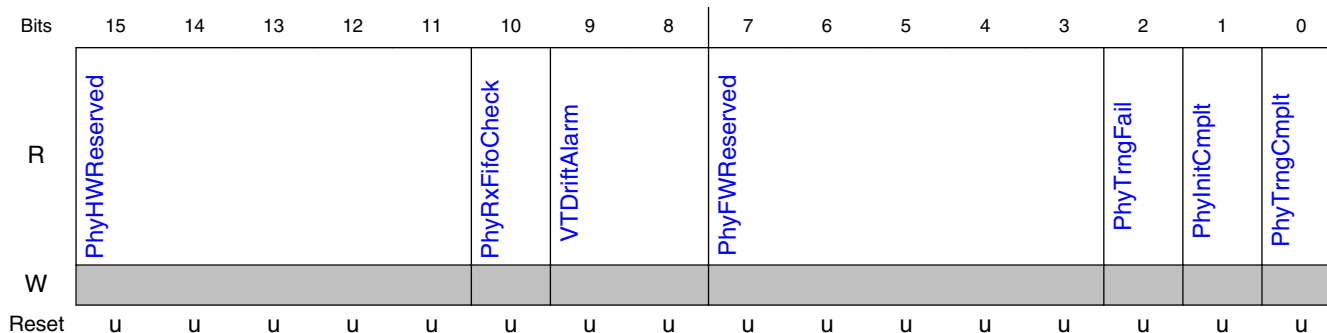 Bits 15 14 13 12 11 10 9 8 7 6 5 4 3 2 1 0
R PhyHWReserved PhyRxFifoCheck VTDriftAlarm PhyFWReserved PhyTrngFail PhyInitCmplt PhyTrngCmplt
W
Reset u u u u u u u u u u u u u u u u